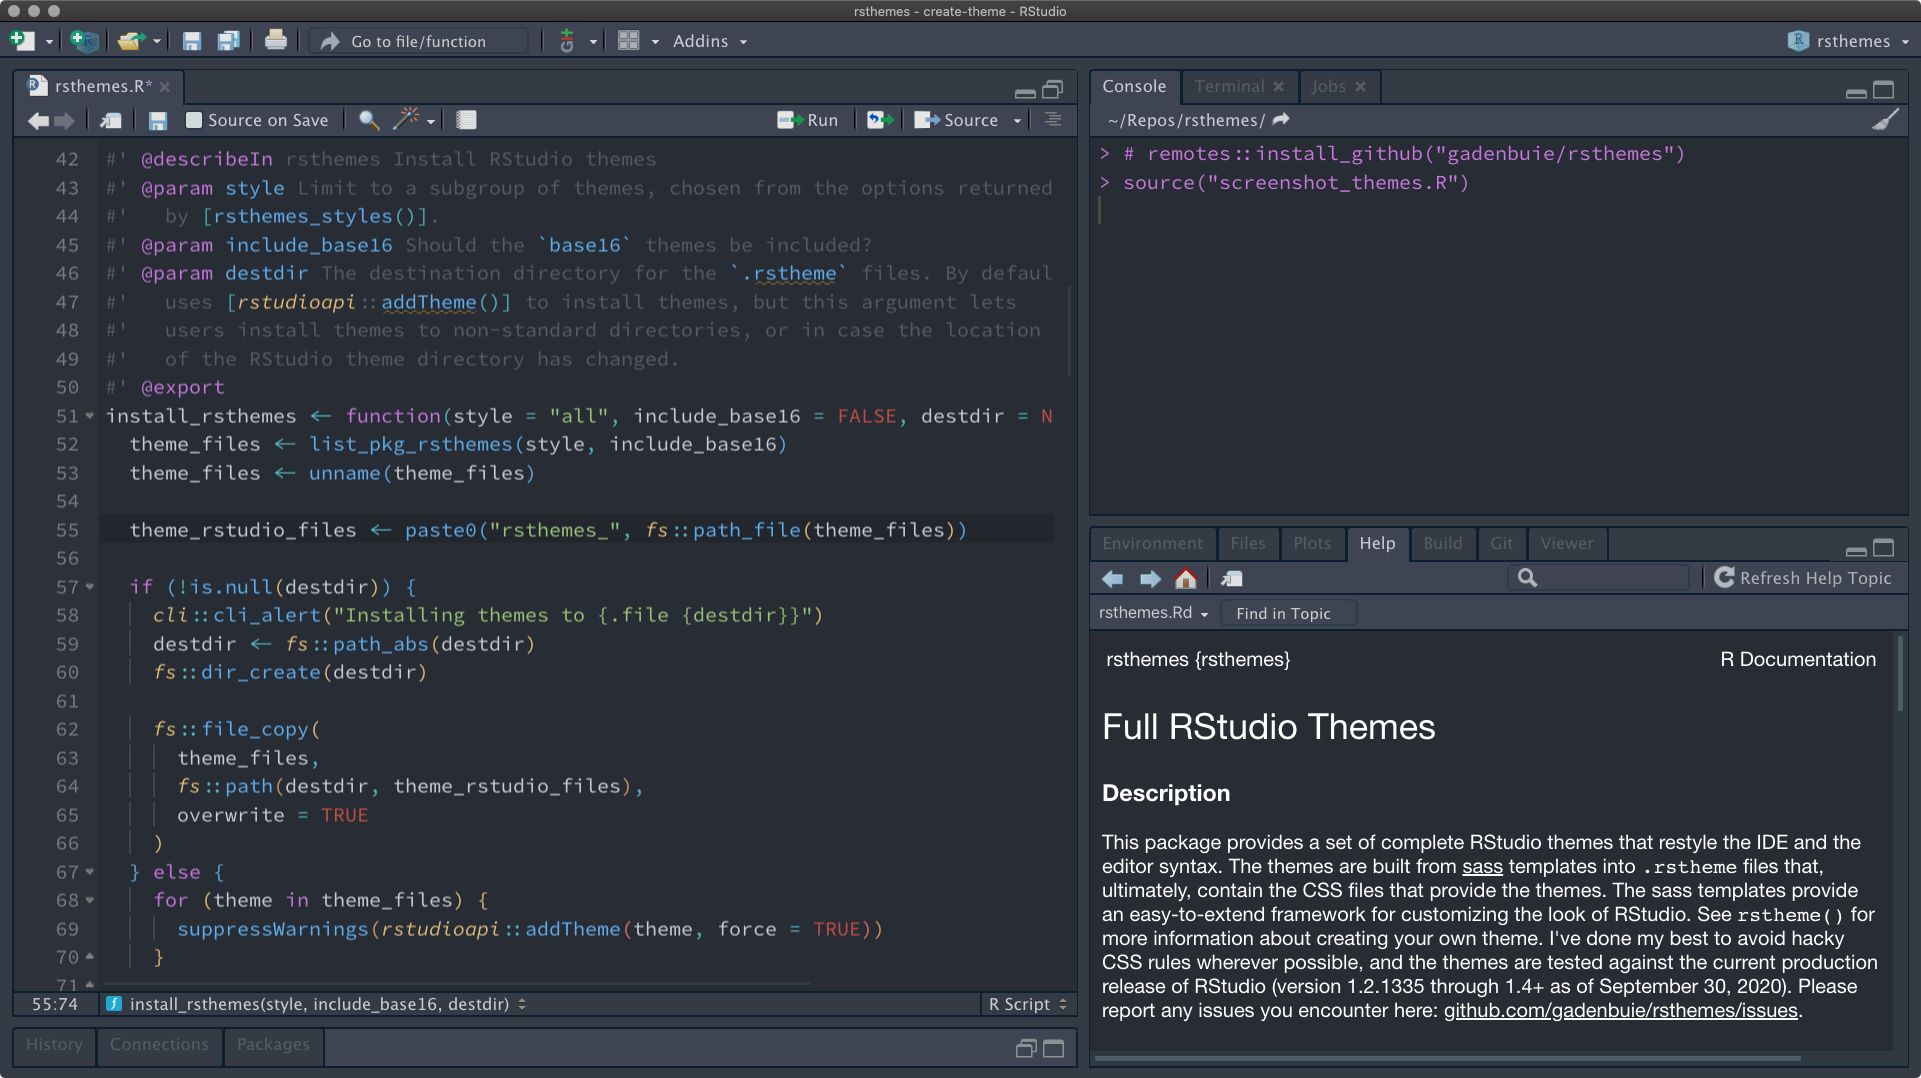 rsthemes - create-theme - RStudio
Go to file/function
Addins
rsthemes
rsthemes.R*
Source on Save
Run
Source
42 #' @describeIn rsthemes Install RStudio themes
43 #' @param style Limit to a subgroup of themes, chosen from the options returned
44 #'   by [rsthemes_styles()].
45 #' @param include_base16 Should the `base16` themes be included?
46 #' @param destdir The destination directory for the `.rstheme` files. By defaul
47 #'   uses [rstudioapi::addTheme()] to install themes, but this argument lets
48 #'   users install themes to non-standard directories, or in case the location
49 #'   of the RStudio theme directory has changed.
50 #' @export
51 install_rsthemes <- function(style = "all", include_base16 = FALSE, destdir = N
52   theme_files <- list_pkg_rsthemes(style, include_base16)
53   theme_files <- unname(theme_files)
54
55   theme_rstudio_files <- paste0("rsthemes_", fs::path_file(theme_files))
56
57   if (!is.null(destdir)) {
58     cli::cli_alert("Installing themes to {.file {destdir}}")
59     destdir <- fs::path_abs(destdir)
60     fs::dir_create(destdir)
61
62     fs::file_copy(
63       theme_files,
64       fs::path(destdir, theme_rstudio_files),
65       overwrite = TRUE
66     )
67   } else {
68     for (theme in theme_files) {
69       suppressWarnings(rstudioapi::addTheme(theme, force = TRUE))
70     }
71
55:74
install_rsthemes(style, include_base16, destdir)
R Script
History
Connections
Packages
Console
Terminal
Jobs
~/Repos/rsthemes/
> # remotes::install_github("gadenbuie/rsthemes")
> source("screenshot_themes.R")
Environment
Files
Plots
Help
Build
Git
Viewer
Refresh Help Topic
rsthemes.Rd
Find in Topic
rsthemes {rsthemes}
R Documentation
Full RStudio Themes
Description
This package provides a set of complete RStudio themes that restyle the IDE and the
editor syntax. The themes are built from sass templates into .rstheme files that,
ultimately, contain the CSS files that provide the themes. The sass templates provide
an easy-to-extend framework for customizing the look of RStudio. See rstheme() for
more information about creating your own theme. I've done my best to avoid hacky
CSS rules wherever possible, and the themes are tested against the current production
release of RStudio (version 1.2.1335 through 1.4+ as of September 30, 2020). Please
report any issues you encounter here: github.com/gadenbuie/rsthemes/issues.